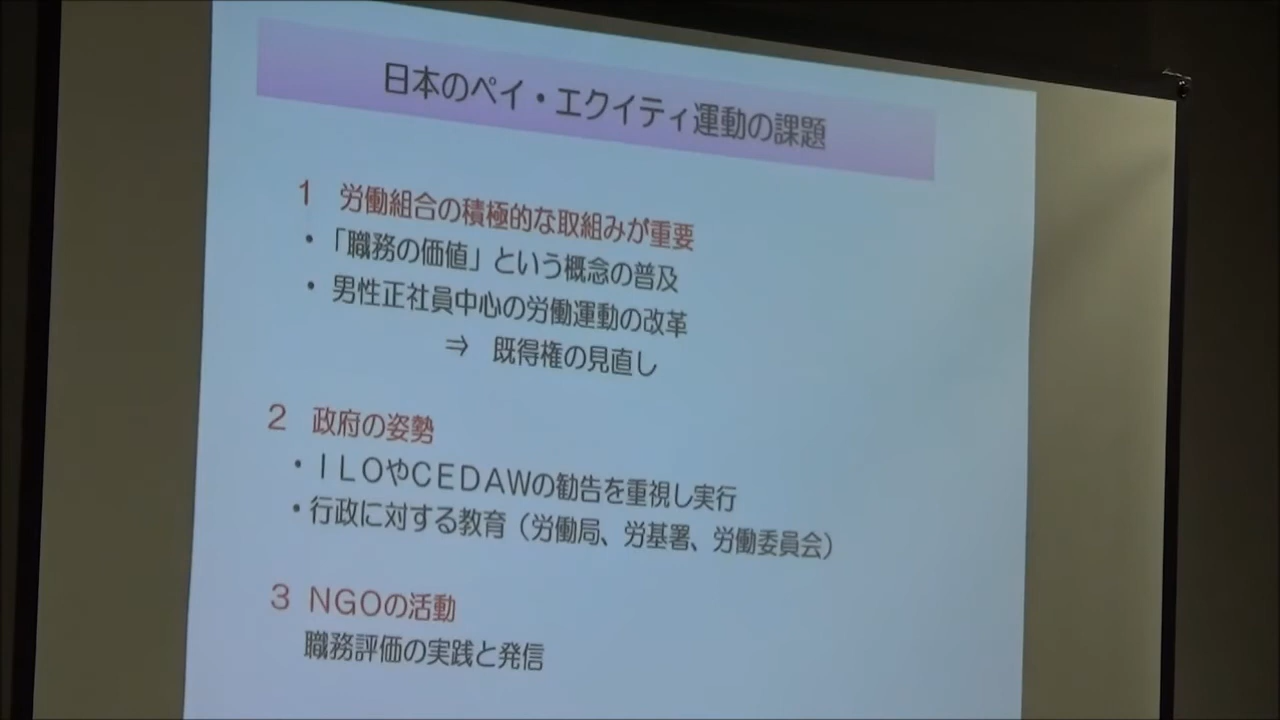 日本のペイ・エクイティ運動の課題
1 労働組合の積極的な取組みが重要
・「職務の価値」という概念の普及
・男性正社員中心の労働運動の改革
⇒ 既得権の見直し
2 政府の姿勢
・ＩＬＯやＣＥＤＡＷの勧告を重視し実行
・行政に対する教育（労働局、労基署、労働委員会）
3 ＮＧＯの活動
職務評価の実践と発信